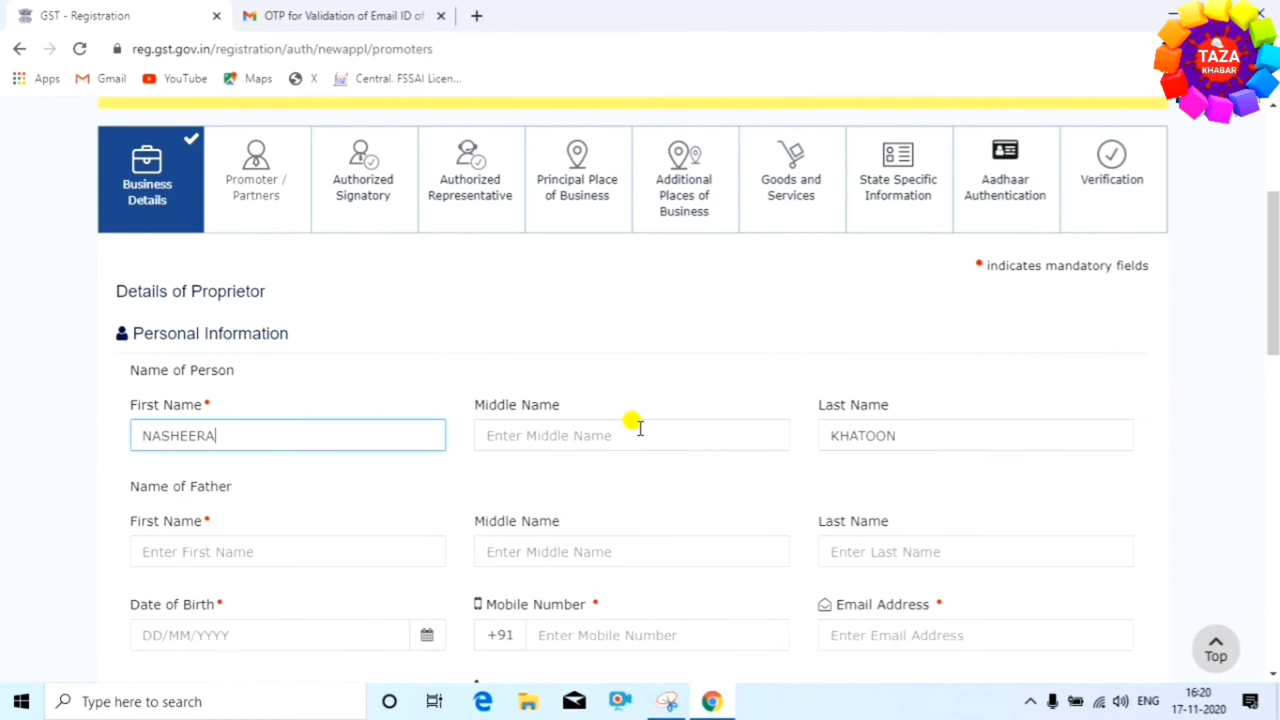 GST - Registration
OTP for Validation of Email ID of
reg.gst.gov.in/registration/auth/newappl/promoters
Apps Gmail YouTube Maps X Central. FSSAI Licen...
TAZA
KHABAR
Business Details
Promoter / Partners
Authorized Signatory
Authorized Representative
Principal Place of Business
Additional Places of Business
Goods and Services
State Specific Information
Aadhaar Authentication
Verification
• indicates mandatory fields
Details of Proprietor
Personal Information
Name of Person
First Name• Middle Name Last Name
NASHEERA Enter Middle Name KHATOON
Name of Father
First Name• Middle Name Last Name
Enter First Name Enter Middle Name Enter Last Name
Date of Birth• Mobile Number • Email Address •
DD/MM/YYYY +91 Enter Mobile Number Enter Email Address
Top
Type here to search
ENG
16:20
17-11-2020